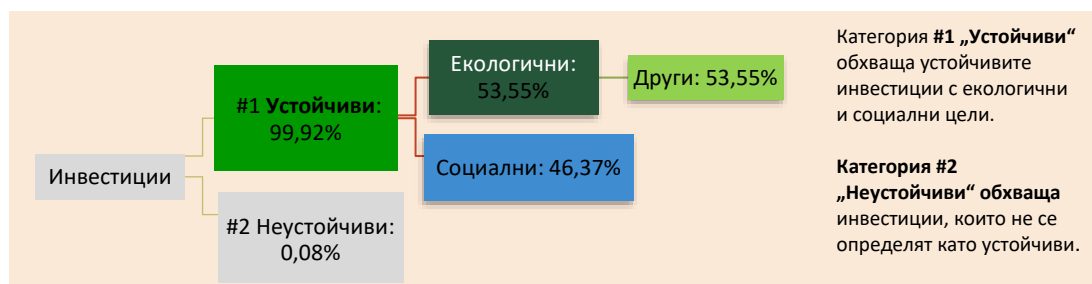 Инвестиции
#1 Устойчиви:
99,92%
#2 Неустойчиви:
0,08%
Екологични:
53,55%
Социални: 46,37%
Други: 53,55%
Категория #1 „Устойчиви“
обхваща устойчивите
инвестиции с екологични
и социални цели.
Категория #2
„Неустойчиви“ обхваща
инвестиции, които не се
определят като устойчиви.